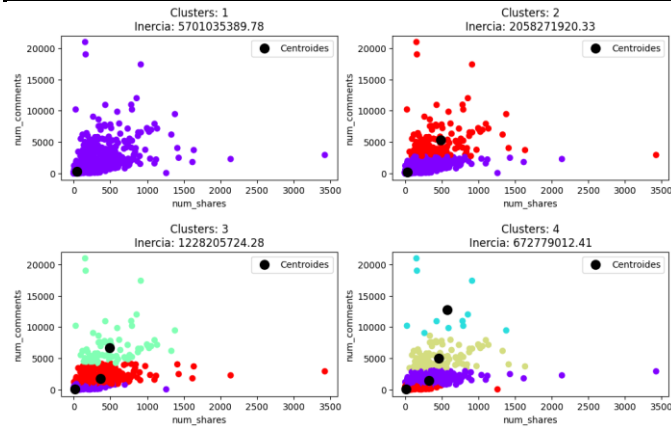 Clusters: 1
Inercia: 5701035389.78
Centroides
num_comments
20000
15000
10000
5000
0
0 500 1000 1500 2000 2500 3000 3500
num_shares
Clusters: 2
Inercia: 2058271920.33
Centroides
num_comments
20000
15000
10000
5000
0
0 500 1000 1500 2000 2500 3000 3500
num_shares
Clusters: 3
Inercia: 1228205724.28
Centroides
num_comments
20000
15000
10000
5000
0
0 500 1000 1500 2000 2500 3000 3500
num_shares
Clusters: 4
Inercia: 672779012.41
Centroides
num_comments
20000
15000
10000
5000
0
0 500 1000 1500 2000 2500 3000 3500
num_shares